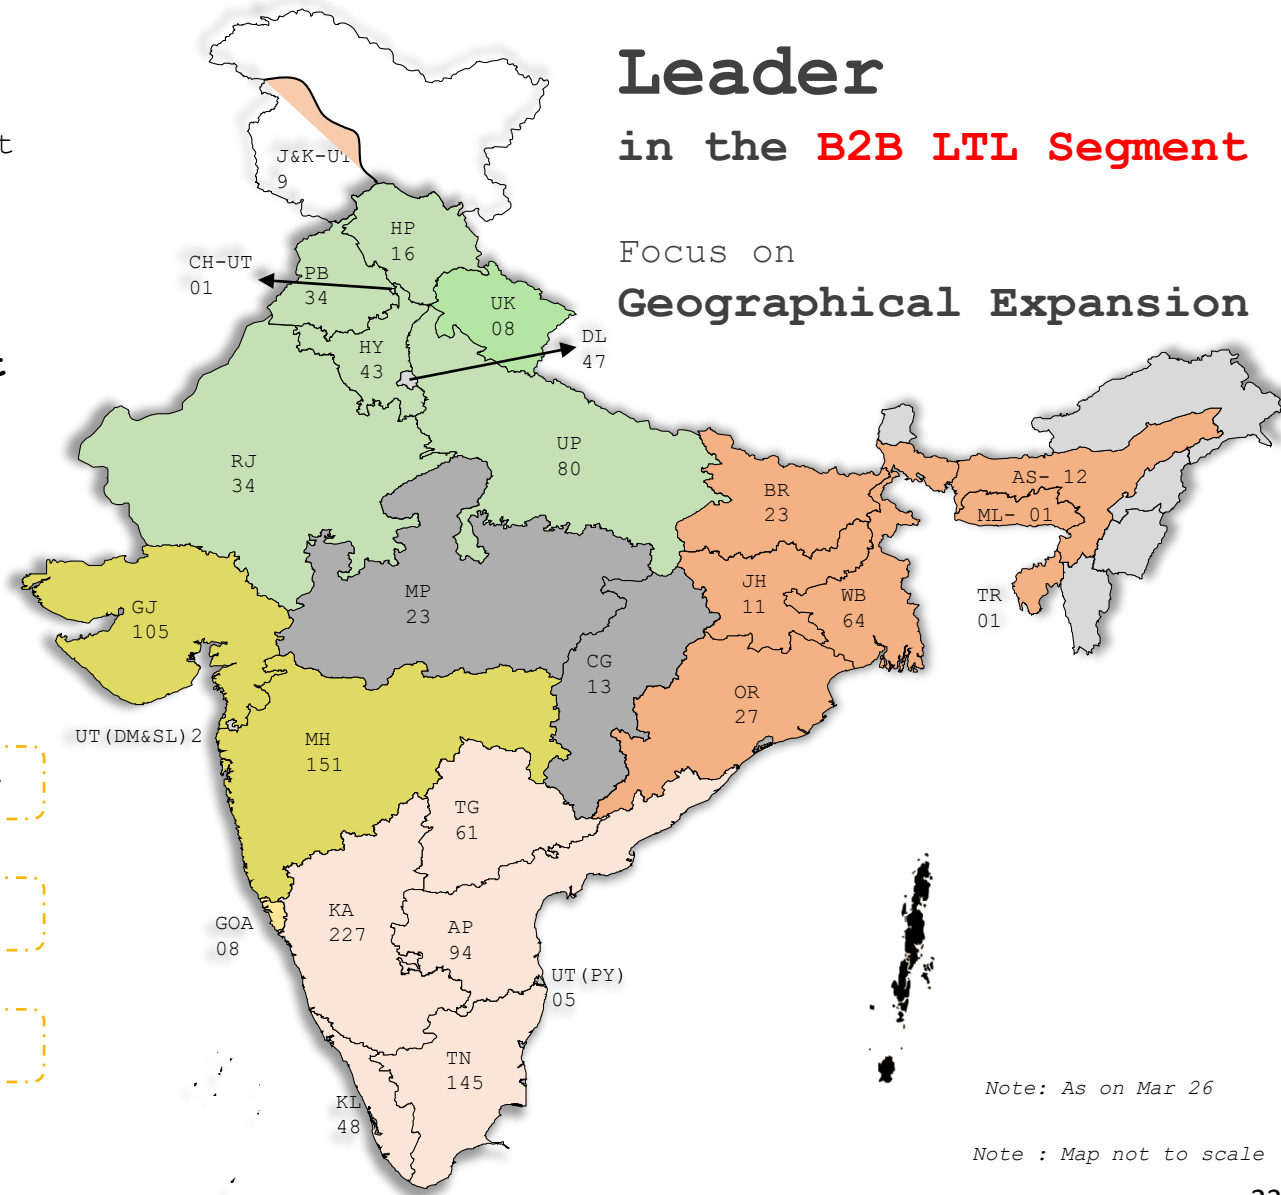 Leader
in the B2B LTL Segment
Focus on
Geographical Expansion
t
t
J&K-UT
9
HP
16
CH-UT
01
PB
34
UK
08
DL
47
HY
43
RJ
34
UP
80
BR
23
AS- 12
ML- 01
TR
01
JH
11
WB
64
GJ
105
MP
23
CG
13
OR
27
UT(DM&SL)2
MH
151
TG
61
KA
227
AP
94
GOA
08
UT(PY)
05
TN
145
KL
48
Note: As on Mar 26
Note : Map not to scale